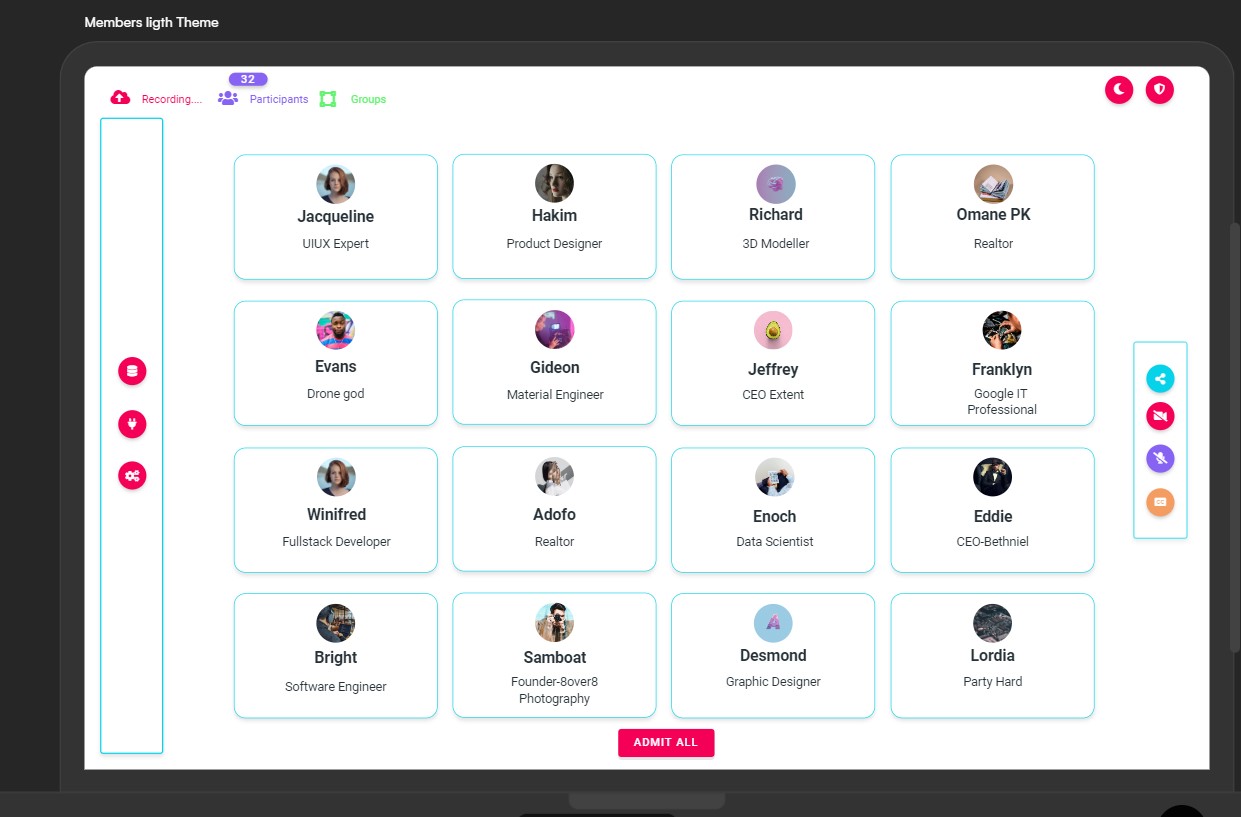 Members ligth Theme
32
Recording....
Participants
Groups
Jacqueline
UIUX Expert
Hakim
Product Designer
Richard
3D Modeller
Omane PK
Realtor
Evans
Drone god
Gideon
Material Engineer
Jeffrey
CEO Extent
Franklyn
Google IT
Professional
Winifred
Fullstack Developer
Adofo
Realtor
Enoch
Data Scientist
Eddie
CEO-Bethniel
Bright
Software Engineer
Samboat
Founder-8over8
Photography
A
Desmond
Graphic Designer
Lordia
Party Hard
CC
ADMIT ALL